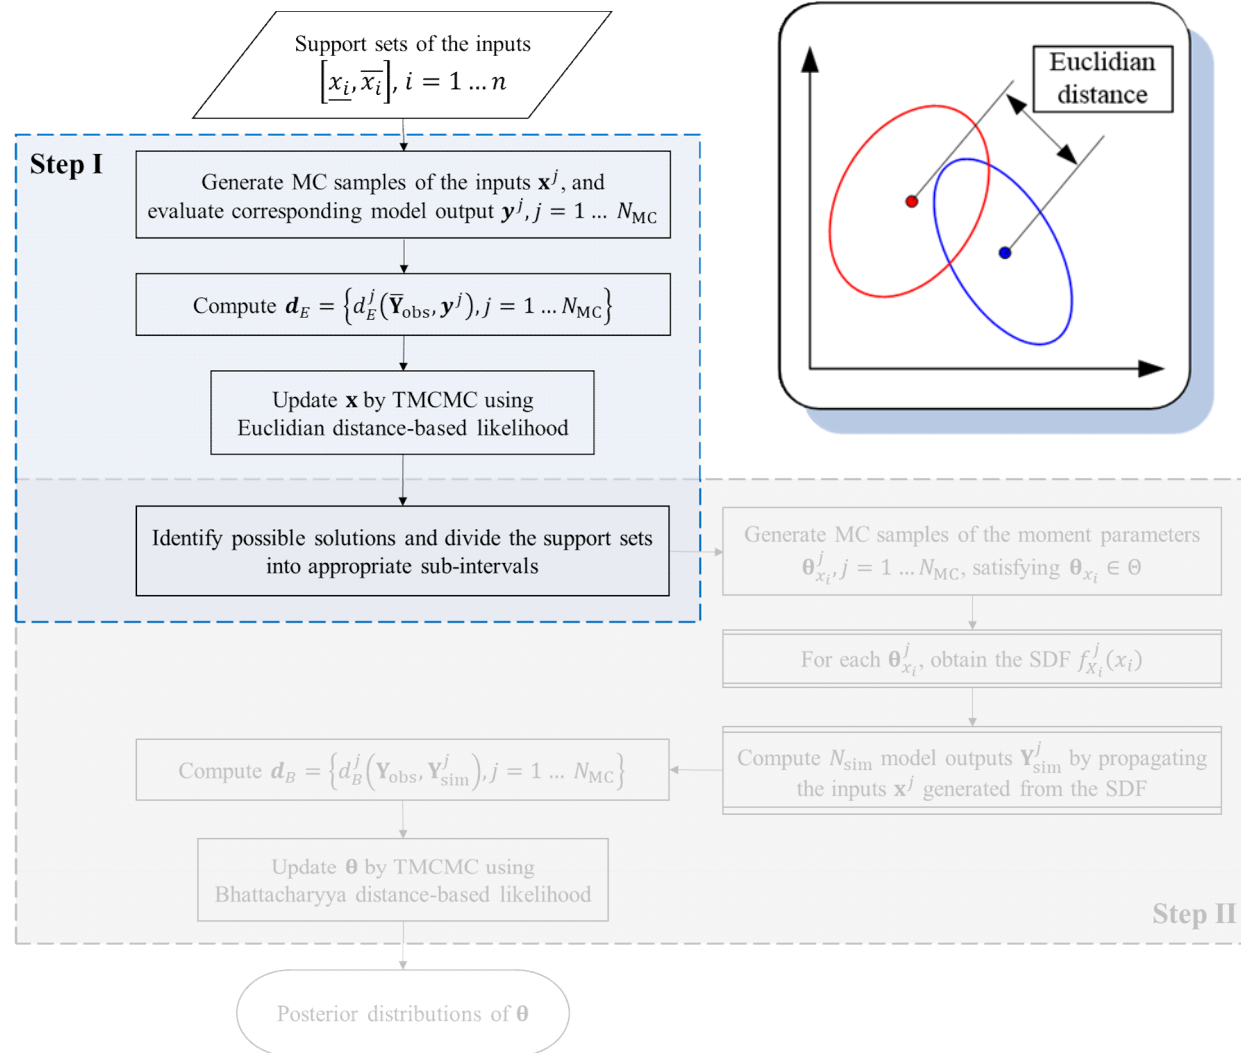 Support sets of the inputs
[x̲ᵢ, x̅ᵢ], i = 1 … n
Step I
Generate MC samples of the inputs 𝐱ʲ, and
evaluate corresponding model output 𝒚ʲ, j = 1 … N_MC
Compute 𝒅_E = {d_E^j(𝐘̅_obs, 𝒚ʲ), j = 1 … N_MC}
Update 𝐱 by TMCMC using
Euclidian distance-based likelihood
Identify possible solutions and divide the support sets
into appropriate sub-intervals
Euclidian
distance
Generate MC samples of the moment parameters
𝛉_{x_i}^j, j = 1 … N_MC, satisfying 𝛉_{x_i} ∈ Θ
For each 𝛉_{x_i}^j, obtain the SDF f_{X_i}^j(x_i)
Compute N_sim model outputs 𝐘_sim^j by propagating
the inputs 𝐱ʲ generated from the SDF
Compute 𝒅_B = {d_B^j(𝐘_obs, 𝐘_sim^j), j = 1 … N_MC}
Update 𝛉 by TMCMC using
Bhattacharyya distance-based likelihood
Step II
Posterior distributions of 𝛉